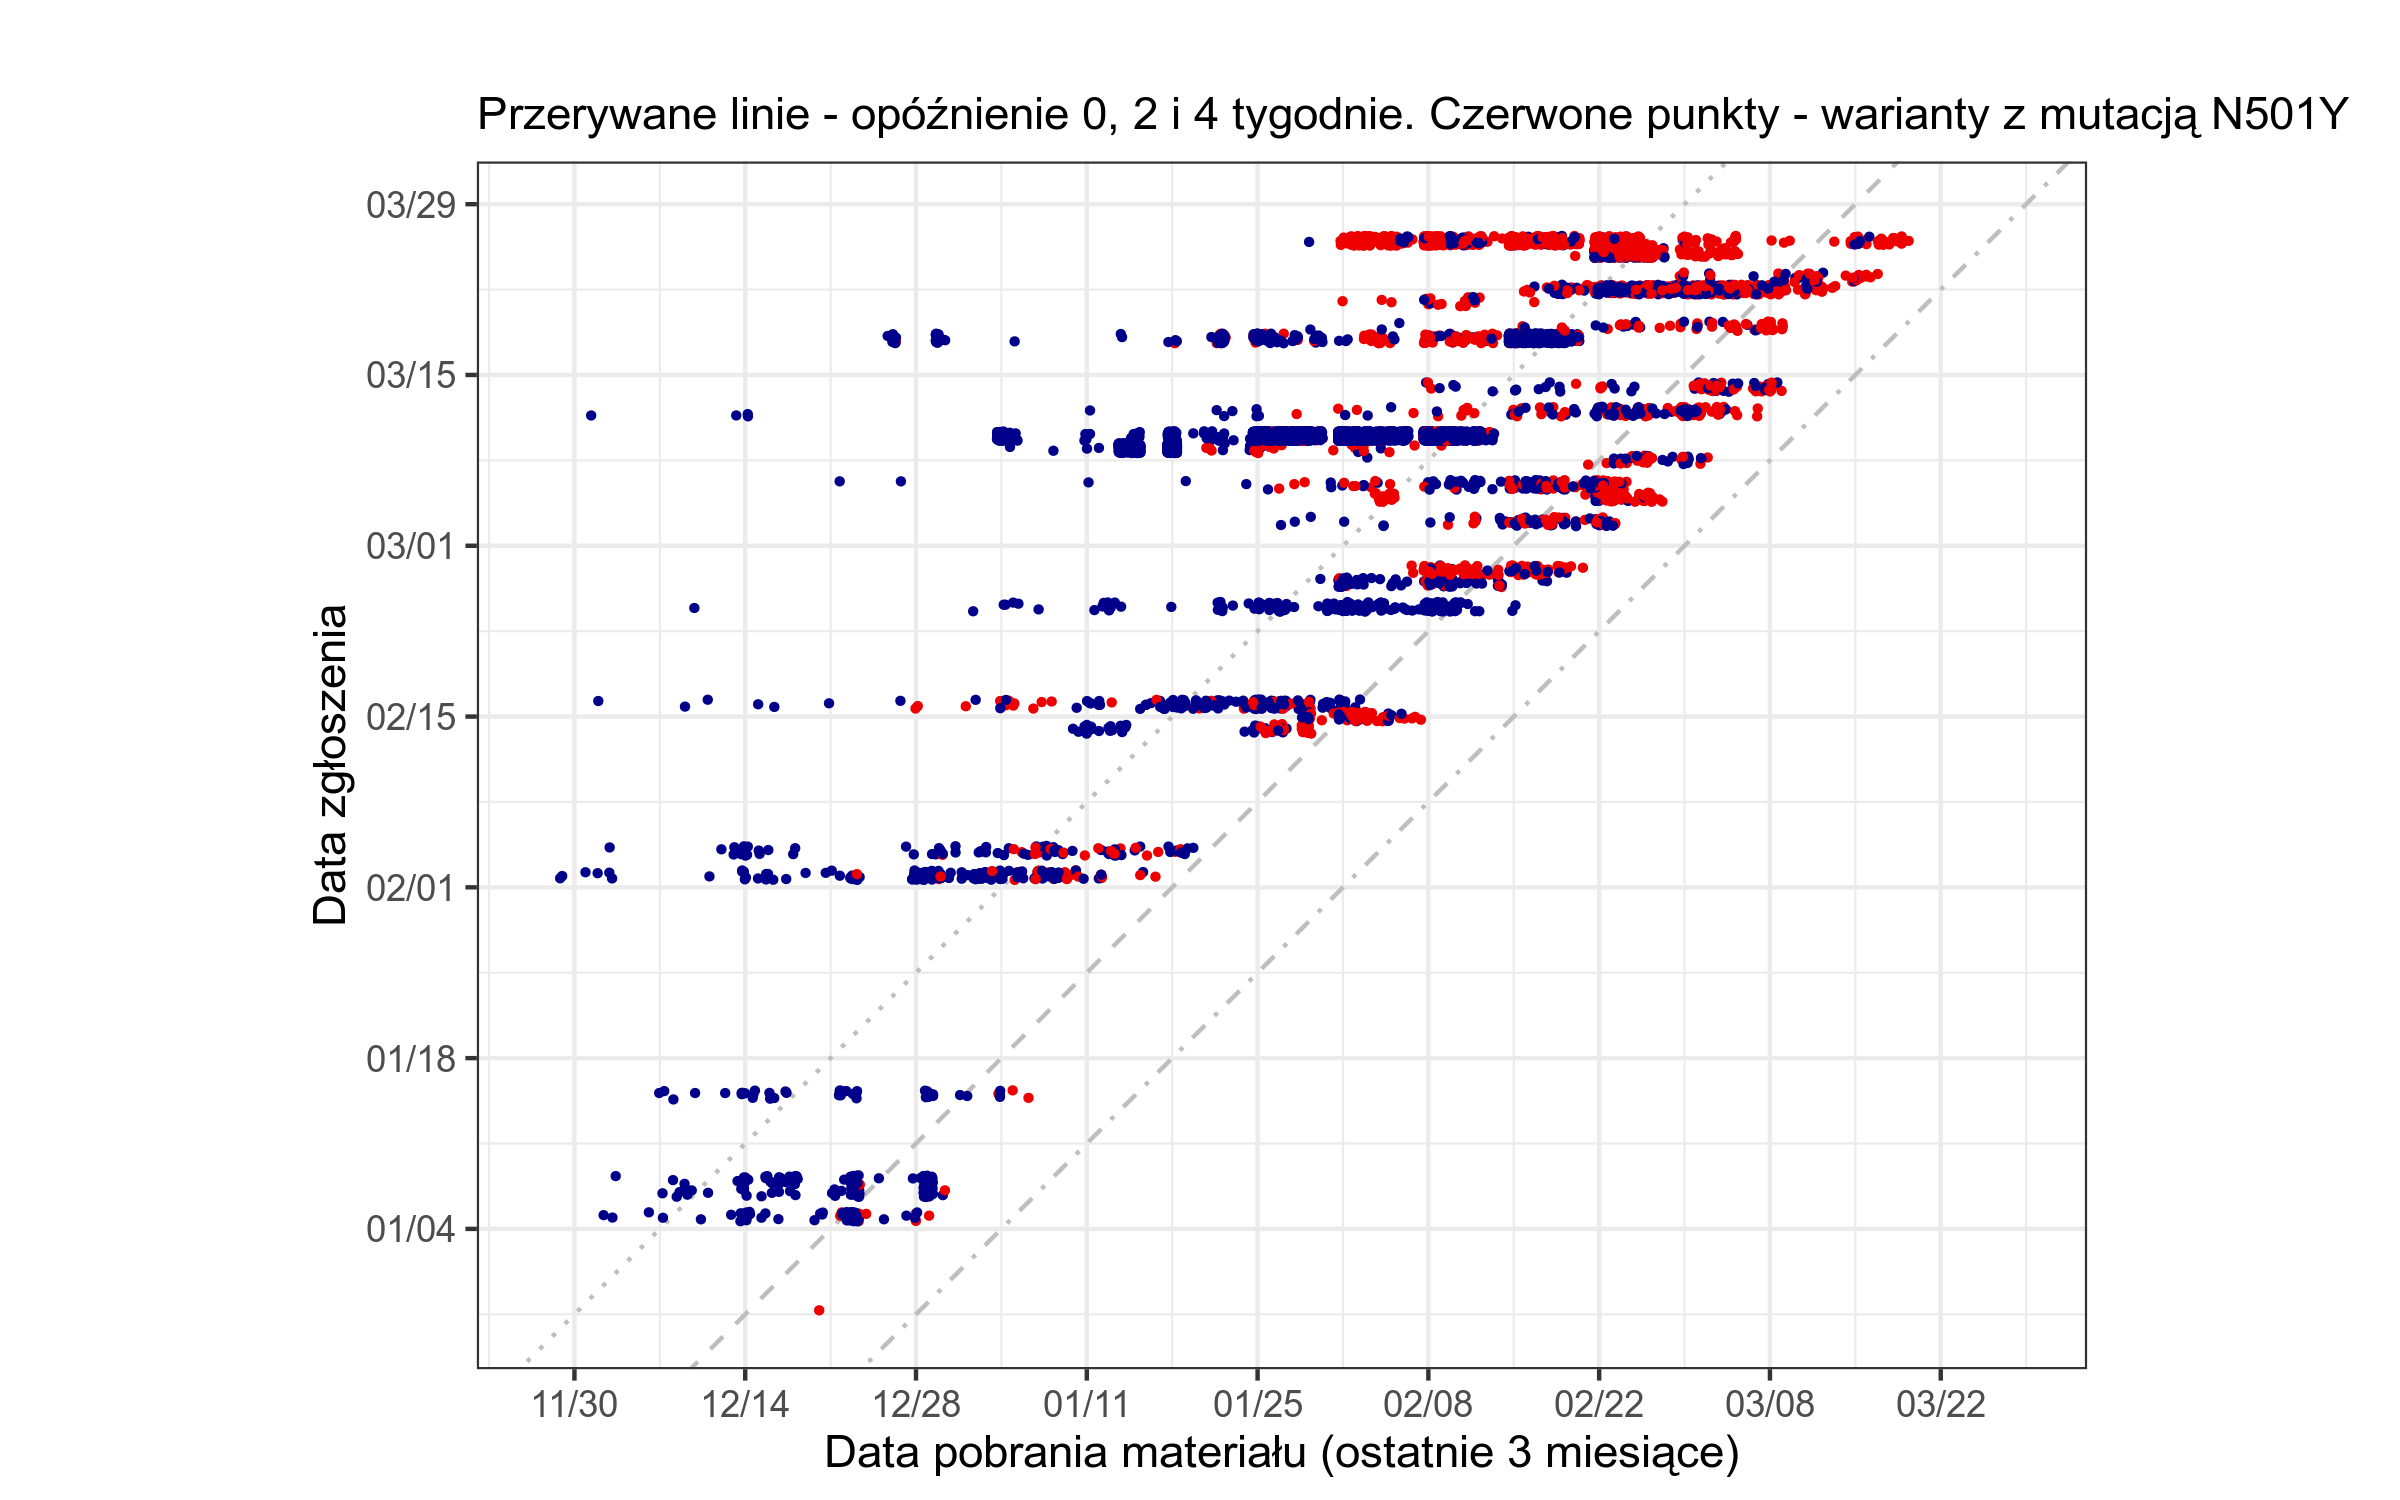 Przerywane linie - opóźnienie 0, 2 i 4 tygodnie. Czerwone punkty - warianty z mutacją N501Y
03/29
03/15
03/01
02/15
02/01
01/18
01/04
Data zgłoszenia
11/30 12/14 12/28 01/11 01/25 02/08 02/22 03/08 03/22
Data pobrania materiału (ostatnie 3 miesiące)